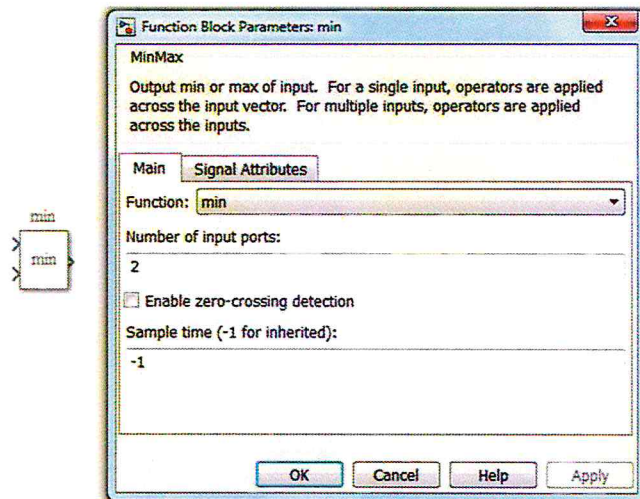 Function Block Parameters: min
MinMax
Output min or max of input. For a single input, operators are applied
across the input vector. For multiple inputs, operators are applied
across the inputs.
Main Signal Attributes
Function: min
Number of input ports:
2
Enable zero-crossing detection
Sample time (-1 for inherited):
-1
OK Cancel Help Apply
min
min